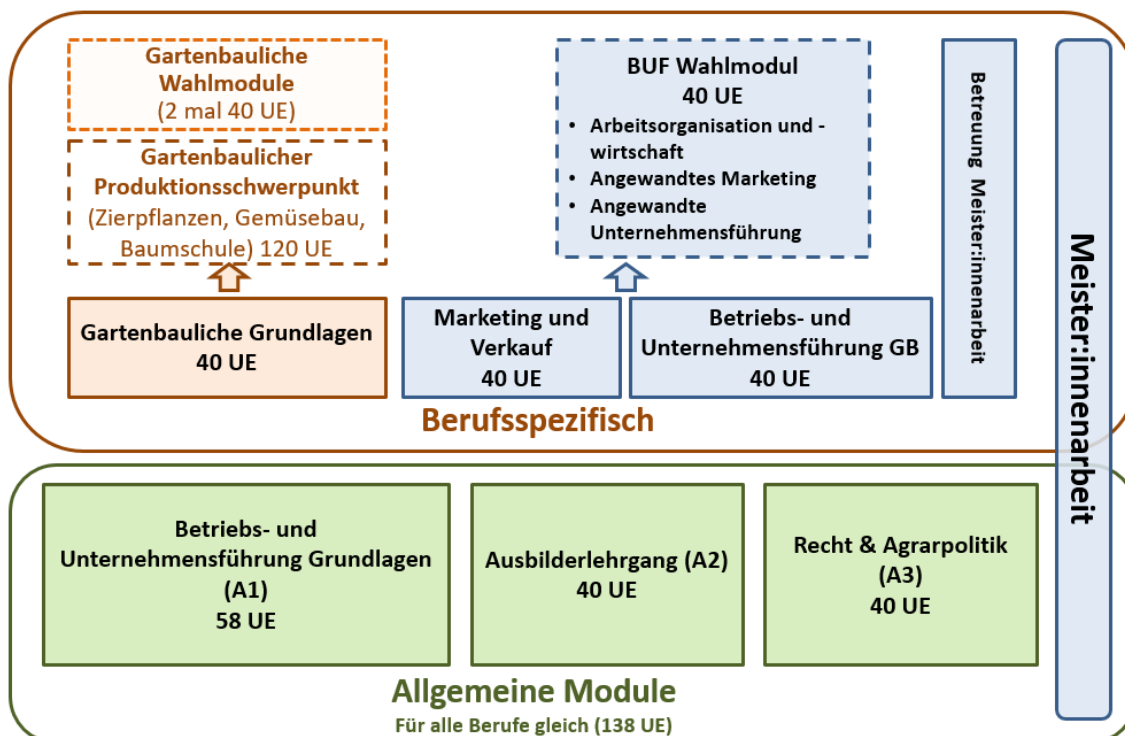 Gartenbauliche
Wahlmodule
(2 mal 40 UE)
Gartenbaulicher
Produktionsschwerpunkt
(Zierpflanzen, Gemüsebau,
Baumschule) 120 UE
Gartenbauliche Grundlagen
40 UE
BUF Wahlmodul
40 UE
• Arbeitsorganisation und -
wirtschaft
• Angewandtes Marketing
• Angewandte
Unternehmensführung
Marketing und
Verkauf
40 UE
Betriebs- und
Unternehmensführung GB
40 UE
Betreuung Meister:innenarbeit
Meister:innenarbeit
Berufsspezifisch
Betriebs- und
Unternehmensführung Grundlagen
(A1)
58 UE
Ausbilderlehrgang (A2)
40 UE
Recht & Agrarpolitik
(A3)
40 UE
Allgemeine Module
Für alle Berufe gleich (138 UE)